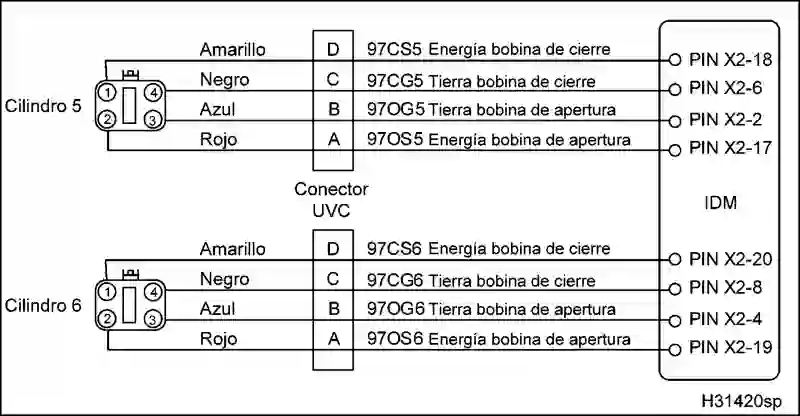 Amarillo D 97CS5 Energía bobina de cierre PIN X2-18
Negro C 97CG5 Tierra bobina de cierre PIN X2-6
Cilindro 5 1 4 2 3
Azul B 97OG5 Tierra bobina de apertura PIN X2-2
Rojo A 97OS5 Energía bobina de apertura PIN X2-17
Conector
UVC
IDM
Amarillo D 97CS6 Energía bobina de cierre PIN X2-20
Negro C 97CG6 Tierra bobina de cierre PIN X2-8
Cilindro 6 1 4 2 3
Azul B 97OG6 Tierra bobina de apertura PIN X2-4
Rojo A 97OS6 Energía bobina de apertura PIN X2-19
H31420sp